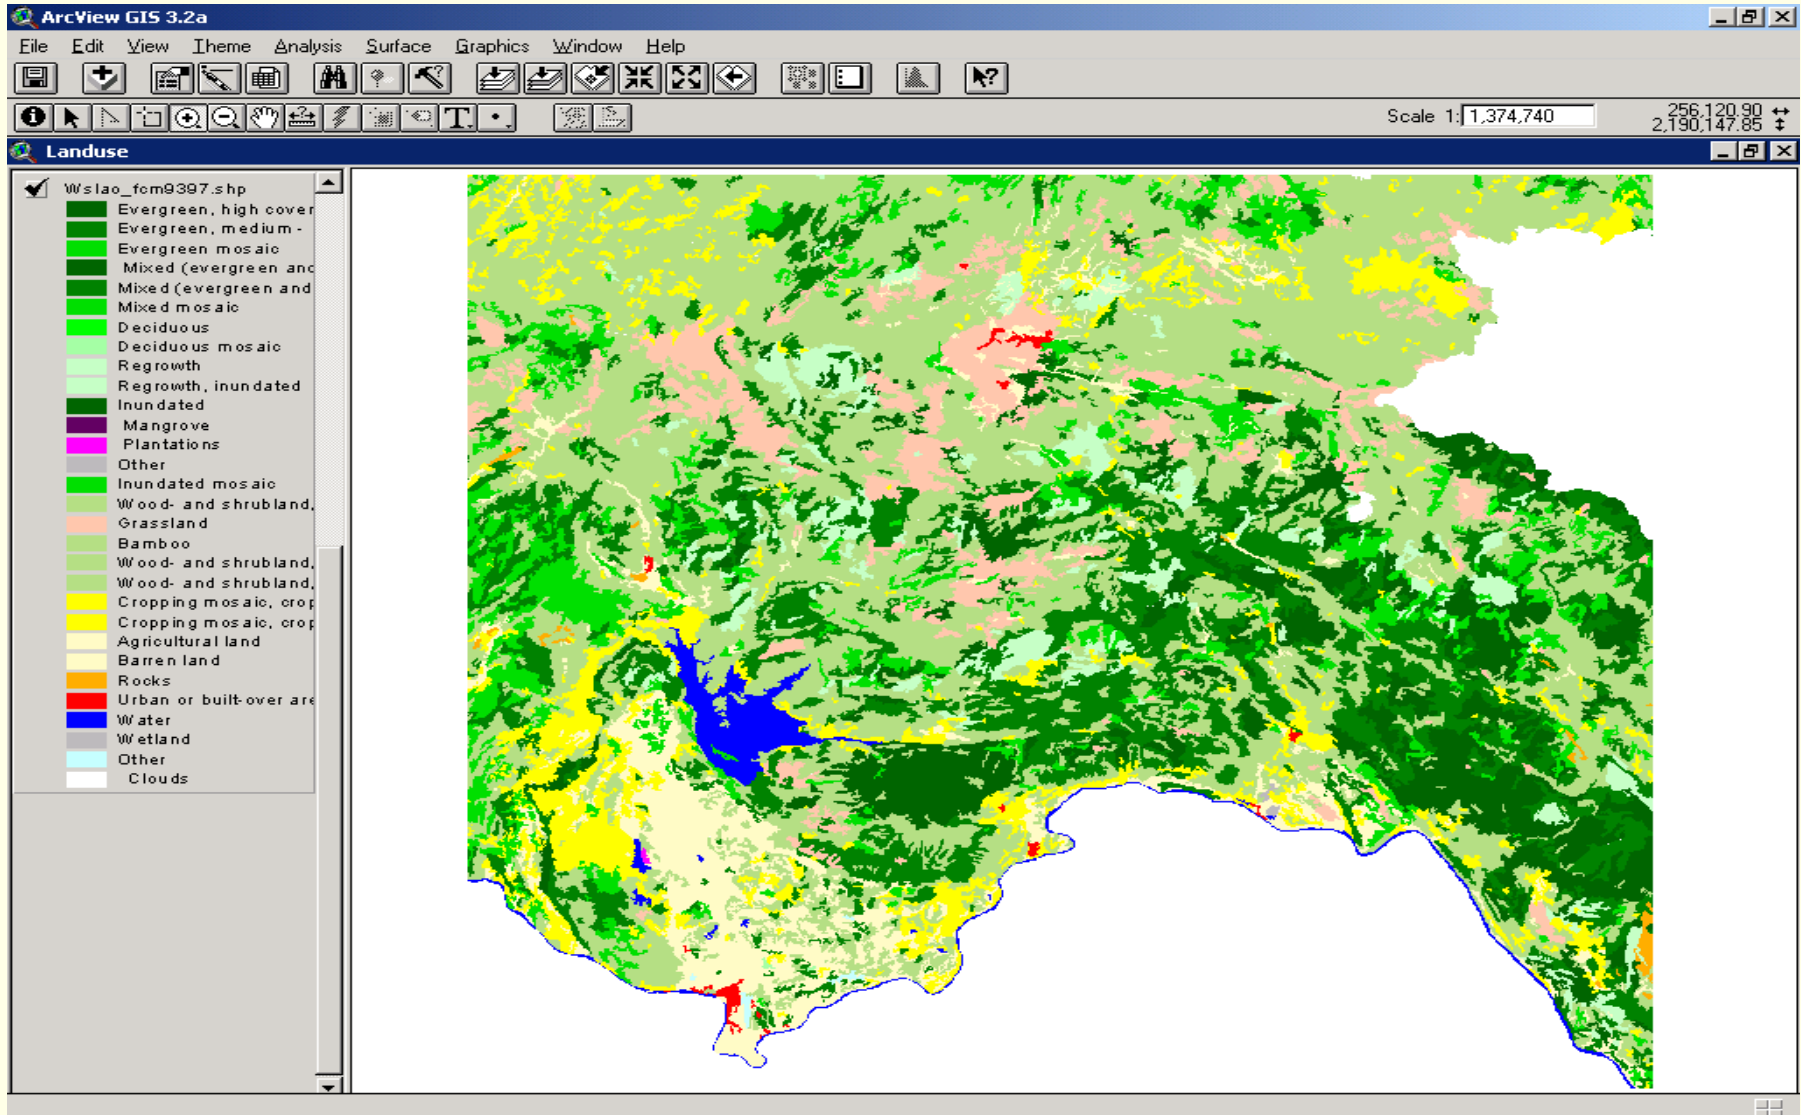 ArcView GIS 3.2a
File Edit View Theme Analysis Surface Graphics Window Help
Scale 1: 1,374,740
256,120.90
2,190,147.85
Landuse
Wslao_fcm9397.shp
Evergreen, high cover
Evergreen, medium -
Evergreen mosaic
Mixed (evergreen and
Mixed (evergreen and
Mixed mosaic
Deciduous
Deciduous mosaic
Regrowth
Regrowth, inundated
Inundated
Mangrove
Plantations
Other
Inundated mosaic
Wood- and shrubland,
Grassland
Bamboo
Wood- and shrubland,
Wood- and shrubland,
Cropping mosaic, crop
Cropping mosaic, crop
Agricultural land
Barren land
Rocks
Urban or built-over are
Water
Wetland
Other
Clouds